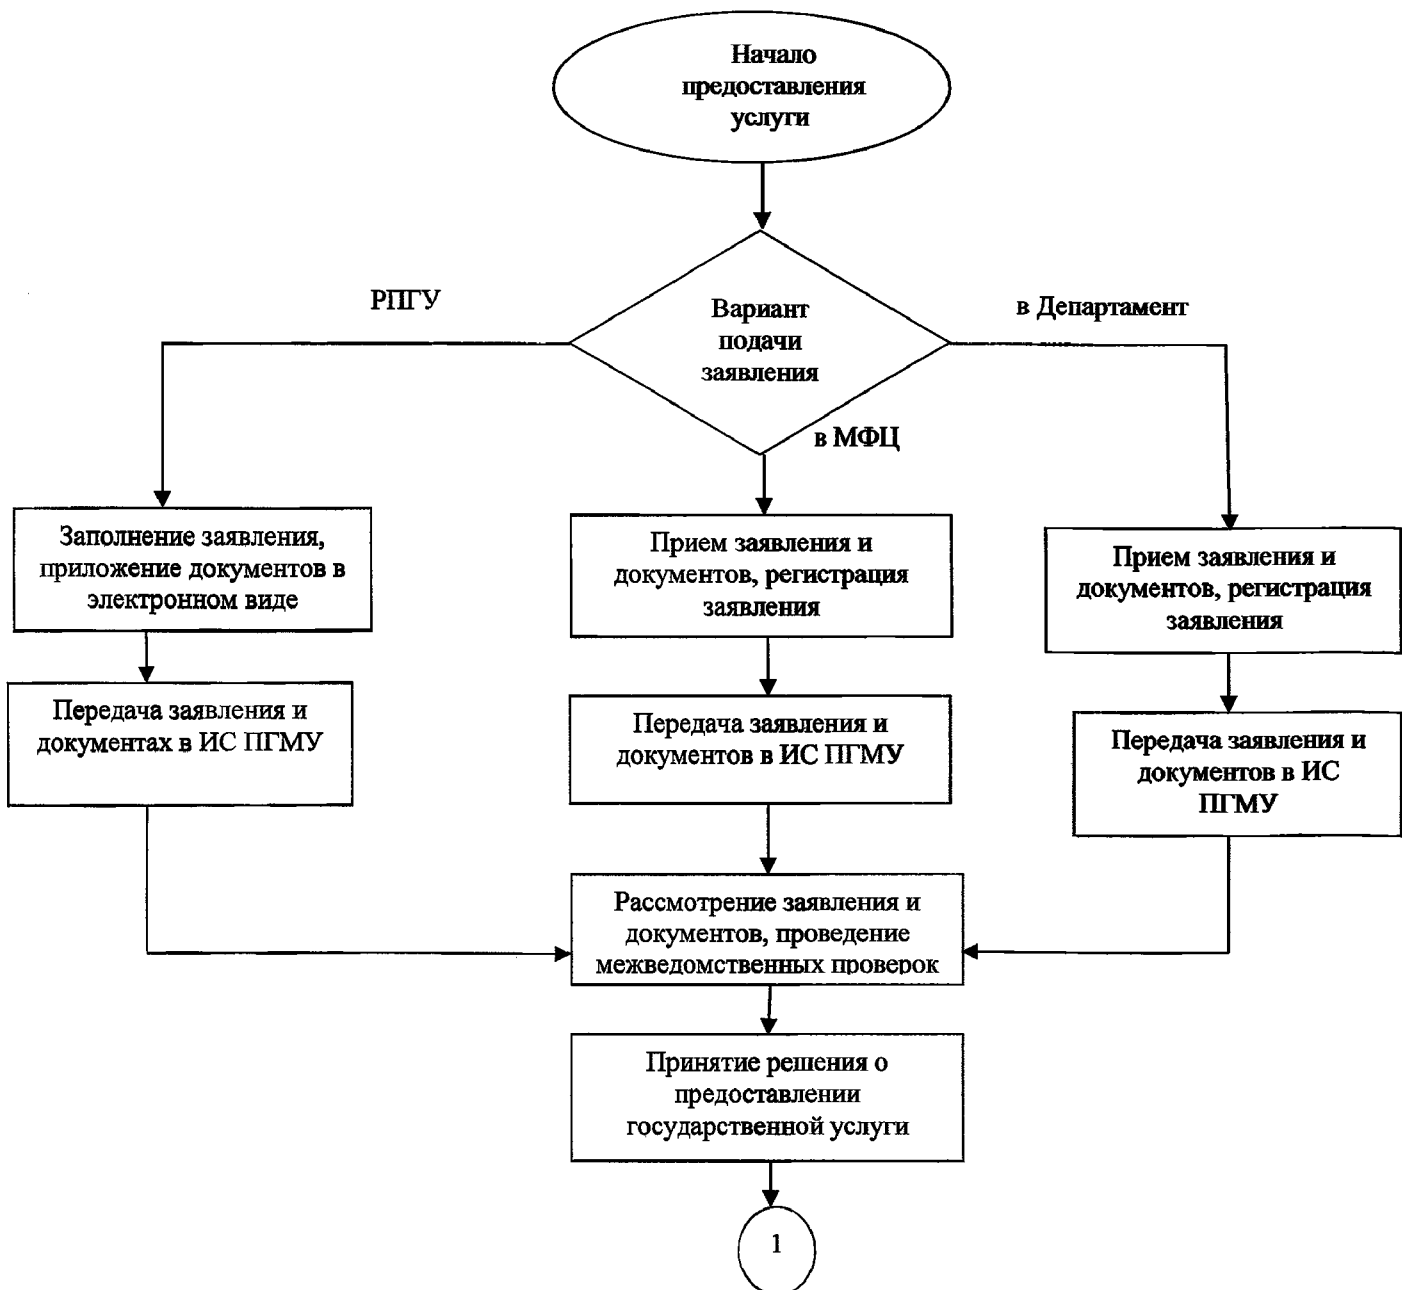 Начало
предоставления
услуги
РПГУ
Вариант
подачи
заявления
в Департамент
в МФЦ
Заполнение заявления,
приложение документов в
электронном виде
Прием заявления и
документов, регистрация
заявления
Прием заявления и
документов, регистрация
заявления
Передача заявления и
документах в ИС ПГМУ
Передача заявления и
документов в ИС ПГМУ
Передача заявления и
документов в ИС
ПГМУ
Рассмотрение заявления и
документов, проведение
межведомственных проверок
Принятие решения о
предоставлении
государственной услуги
1